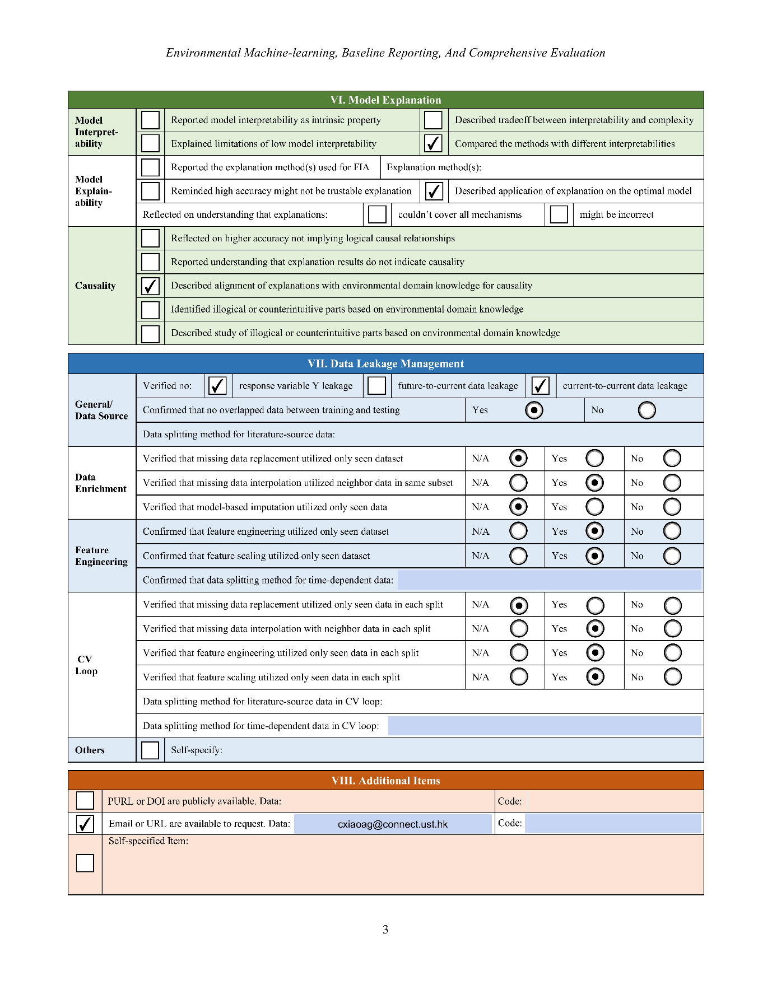 Environmental Machine-learning, Baseline Reporting, And Comprehensive Evaluation
VI. Model Explanation
Model Interpret-ability
Reported model interpretability as intrinsic property
Described tradeoff between interpretability and complexity
Explained limitations of low model interpretability
Compared the methods with different interpretabilities
Model Explain-ability
Reported the explanation method(s) used for FIA
Explanation method(s):
Reminded high accuracy might not be trustable explanation
Described application of explanation on the optimal model
Reflected on understanding that explanations:
couldn't cover all mechanisms
might be incorrect
Causality
Reflected on higher accuracy not implying logical causal relationships
Reported understanding that explanation results do not indicate causality
Described alignment of explanations with environmental domain knowledge for causality
Identified illogical or counterintuitive parts based on environmental domain knowledge
Described study of illogical or counterintuitive parts based on environmental domain knowledge
VII. Data Leakage Management
General/
Data Source
Verified no:
response variable Y leakage
future-to-current data leakage
current-to-current data leakage
Confirmed that no overlapped data between training and testing
Yes
No
Data splitting method for literature-source data:
Data
Enrichment
Verified that missing data replacement utilized only seen dataset
N/A
Yes
No
Verified that missing data interpolation utilized neighbor data in same subset
N/A
Yes
No
Verified that model-based imputation utilized only seen data
N/A
Yes
No
Feature
Engineering
Confirmed that feature engineering utilized only seen dataset
N/A
Yes
No
Confirmed that feature scaling utilized only seen dataset
N/A
Yes
No
Confirmed that data splitting method for time-dependent data:
CV
Loop
Verified that missing data replacement utilized only seen data in each split
N/A
Yes
No
Verified that missing data interpolation with neighbor data in each split
N/A
Yes
No
Verified that feature engineering utilized only seen data in each split
N/A
Yes
No
Verified that feature scaling utilized only seen data in each split
N/A
Yes
No
Data splitting method for literature-source data in CV loop:
Data splitting method for time-dependent data in CV loop:
Others
Self-specify:
VIII. Additional Items
PURL or DOI are publicly available. Data:
Code:
Email or URL are available to request. Data:
cxiaoag@connect.ust.hk
Code:
Self-specified Item:
3